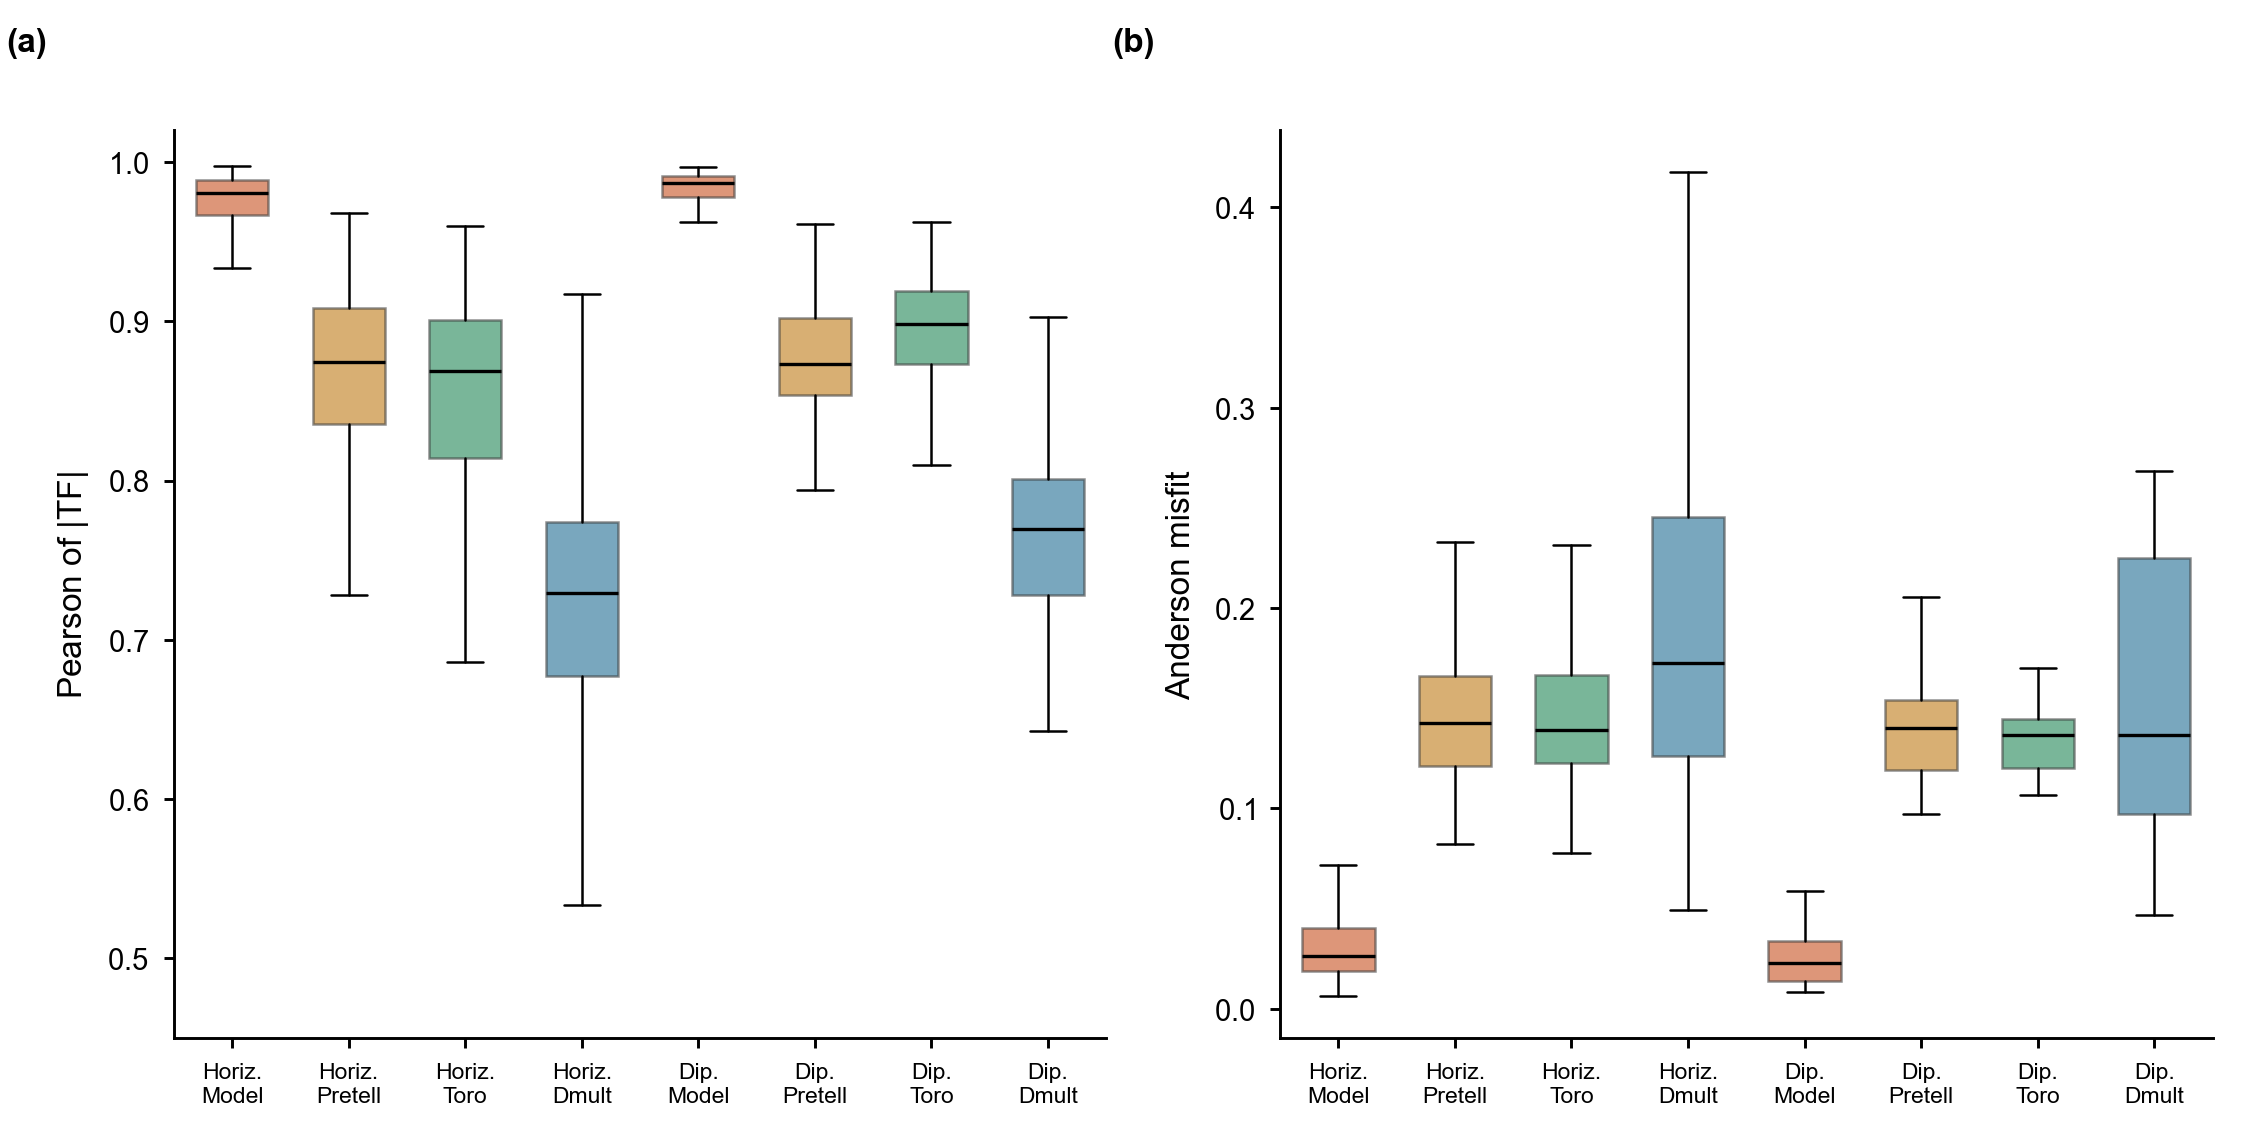 (a)
Pearson of |TF|
1.0
0.9
0.8
0.7
0.6
0.5
Horiz. Horiz. Horiz. Horiz. Dip. Dip. Dip. Dip.
Model Pretell Toro Dmult Model Pretell Toro Dmult
(b)
Anderson misfit
0.4
0.3
0.2
0.1
0.0
Horiz. Horiz. Horiz. Horiz. Dip. Dip. Dip. Dip.
Model Pretell Toro Dmult Model Pretell Toro Dmult